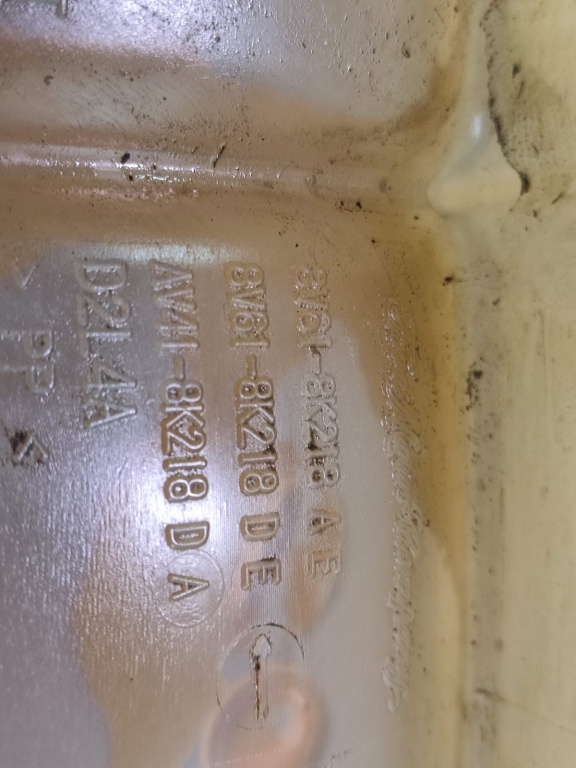 8V61-8K218 A E
8V61-8K218 D E
AV41-8K218 D A
D2L4A
>PP<